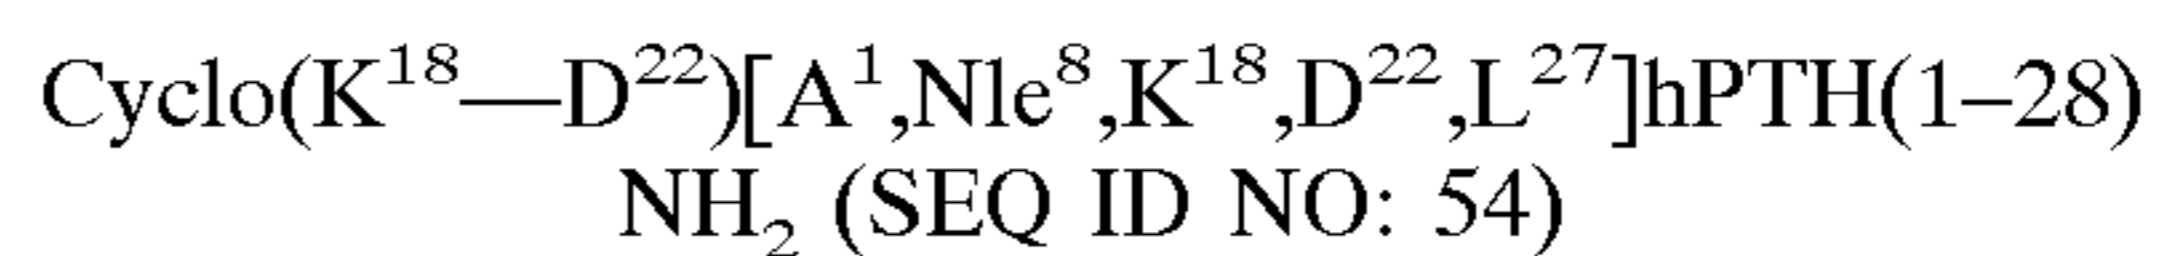 Cyclo(K¹⁸—D²²)[A¹,Nle⁸,K¹⁸,D²²,L²⁷]hPTH(1–28)
NH₂ (SEQ ID NO: 54)